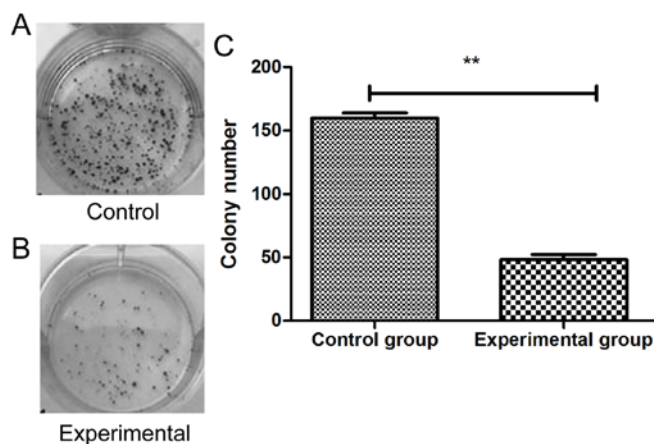 A
Control
B
Experimental
C
**
Colony number
200
150
100
50
0
Control group
Experimental group